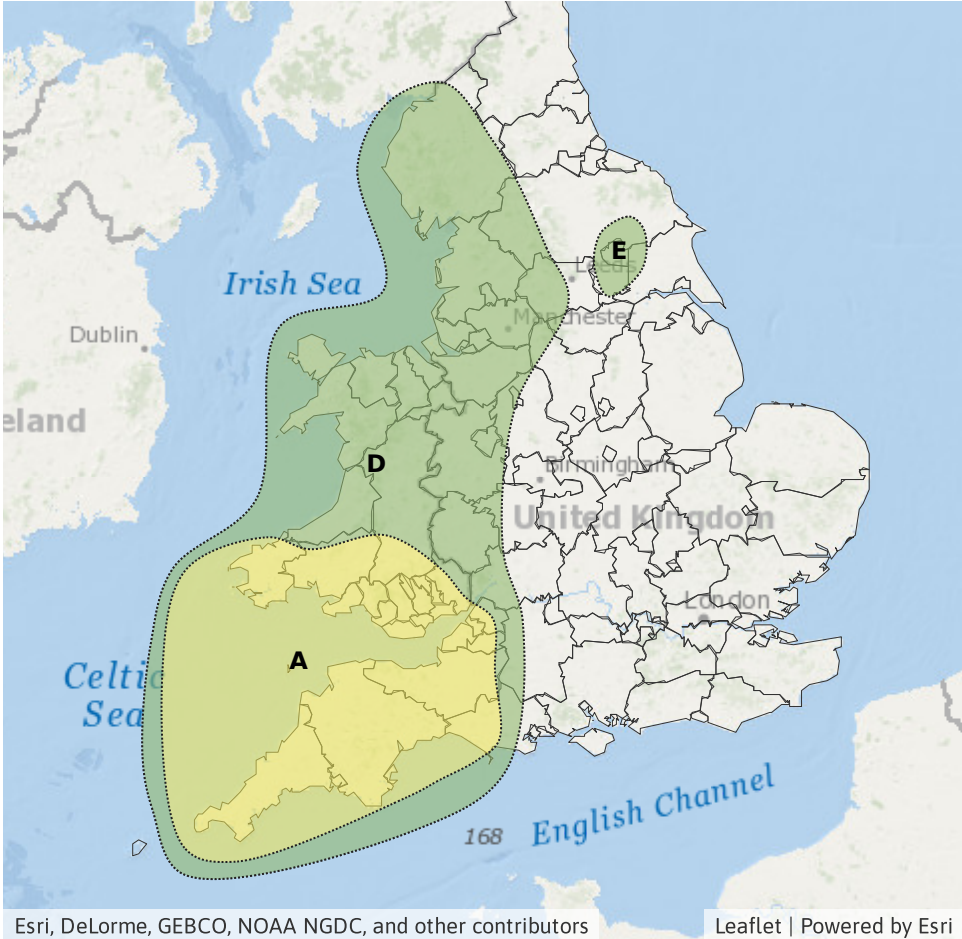 E
Leeds
Irish Sea
Manchester
Dublin
eland
D
Birmingham
United Kingdom
London
A
Celtic
Sea
English Channel
168
Esri, DeLorme, GEBCO, NOAA NGDC, and other contributors
Leaflet | Powered by Esri